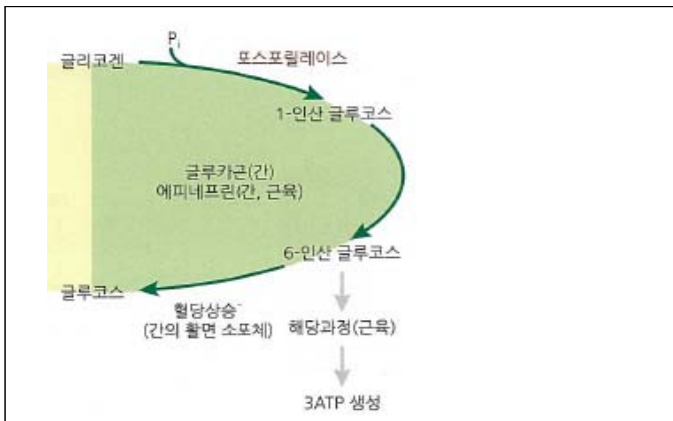 Pi
글리코겐
포스포릴레이스
1-인산 글루코스
글루카곤(간)
에피네프린(간, 근육)
6-인산 글루코스
글루코스
혈당상승
(간의 활면 소포체)
해당과정(근육)
3ATP 생성